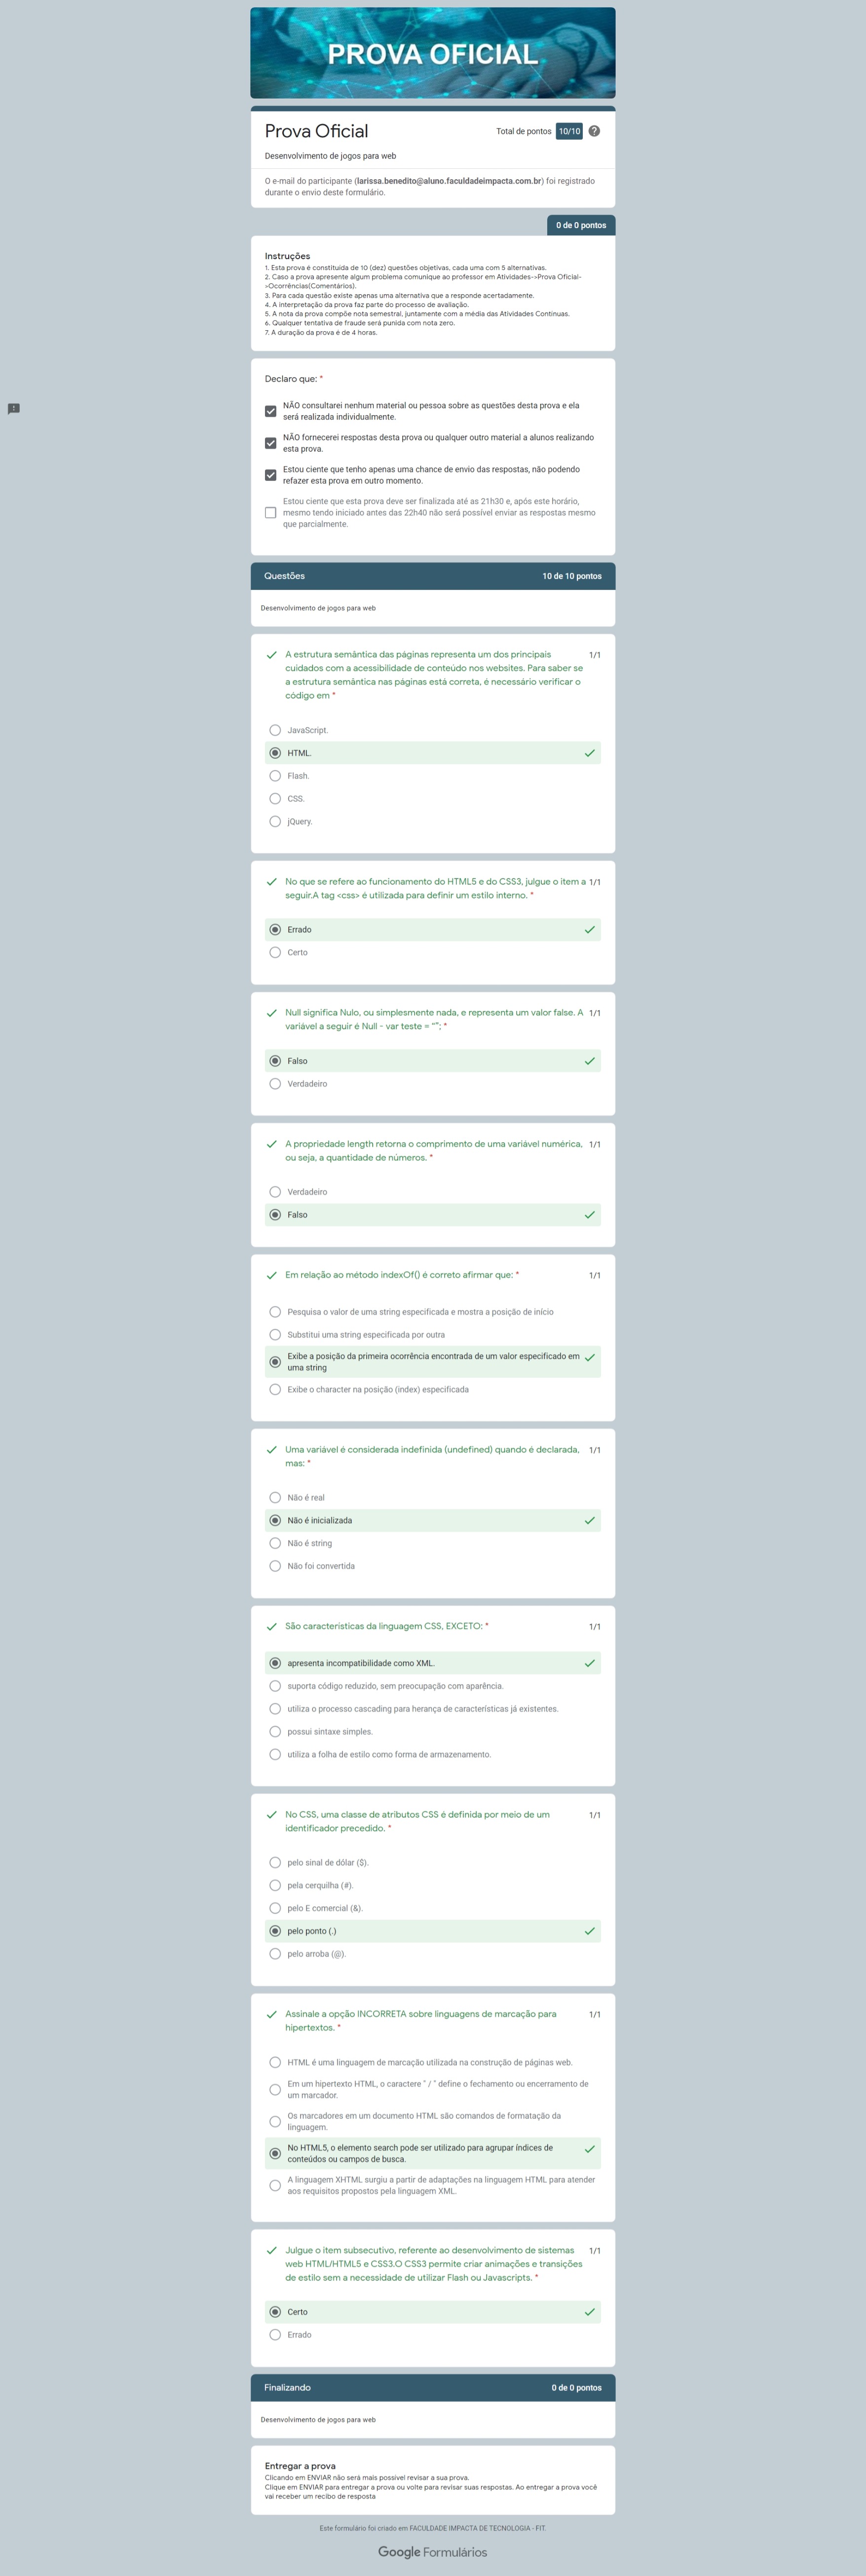 PROVA OFICIAL
Prova Oficial
Total de pontos 10/10
Desenvolvimento de jogos para web
O e-mail do participante (larissa.benedito@aluno.faculdadeimpacta.com.br) foi registrado
durante o envio deste formulário.
0 de 0 pontos
Instruções
1. Esta prova é constituída de 10 (dez) questões objetivas, cada uma com 5 alternativas.
2. Caso a prova apresente algum problema comunique ao professor em Atividades->Prova Oficial-
>Ocorrências(Comentários).
3. Para cada questão existe apenas uma alternativa que a responde acertadamente.
4. A interpretação da prova faz parte do processo de avaliação.
5. A nota da prova compõe nota semestral, juntamente com a média das Atividades Contínuas.
6. Qualquer tentativa de fraude será punida com nota zero.
7. A duração da prova é de 4 horas.
Declaro que: *
NÃO consultarei nenhum material ou pessoa sobre as questões desta prova e ela
será realizada individualmente.
NÃO fornecerei respostas desta prova ou qualquer outro material a alunos realizando
esta prova.
Estou ciente que tenho apenas uma chance de envio das respostas, não podendo
refazer esta prova em outro momento.
Estou ciente que esta prova deve ser finalizada até as 21h30 e, após este horário,
mesmo tendo iniciado antes das 22h40 não será possível enviar as respostas mesmo
que parcialmente.
Questões
10 de 10 pontos
Desenvolvimento de jogos para web
A estrutura semântica das páginas representa um dos principais
1/1
cuidados com a acessibilidade de conteúdo nos websites. Para saber se
a estrutura semântica nas páginas está correta, é necessário verificar o
código em *
JavaScript.
HTML.
Flash.
CSS.
jQuery.
No que se refere ao funcionamento do HTML5 e do CSS3, julgue o item a
1/1
seguir.A tag <css> é utilizada para definir um estilo interno. *
Errado
Certo
Null significa Nulo, ou simplesmente nada, e representa um valor false. A
1/1
variável a seguir é Null - var teste = “”; *
Falso
Verdadeiro
A propriedade length retorna o comprimento de uma variável numérica,
1/1
ou seja, a quantidade de números. *
Verdadeiro
Falso
Em relação ao método indexOf() é correto afirmar que: *
1/1
Pesquisa o valor de uma string especificada e mostra a posição de início
Substitui uma string especificada por outra
Exibe a posição da primeira ocorrência encontrada de um valor especificado em
uma string
Exibe o character na posição (index) especificada
Uma variável é considerada indefinida (undefined) quando é declarada,
1/1
mas: *
Não é real
Não é inicializada
Não é string
Não foi convertida
São características da linguagem CSS, EXCETO: *
1/1
apresenta incompatibilidade como XML.
suporta código reduzido, sem preocupação com aparência.
utiliza o processo cascading para herança de características já existentes.
possui sintaxe simples.
utiliza a folha de estilo como forma de armazenamento.
No CSS, uma classe de atributos CSS é definida por meio de um
1/1
identificador precedido. *
pelo sinal de dólar ($).
pela cerquilha (#).
pelo E comercial (&).
pelo ponto (.)
pelo arroba (@).
Assinale a opção INCORRETA sobre linguagens de marcação para
1/1
hipertextos. *
HTML é uma linguagem de marcação utilizada na construção de páginas web.
Em um hipertexto HTML, o caractere " / " define o fechamento ou encerramento de
um marcador.
Os marcadores em um documento HTML são comandos de formatação da
linguagem.
No HTML5, o elemento search pode ser utilizado para agrupar índices de
conteúdos ou campos de busca.
A linguagem XHTML surgiu a partir de adaptações na linguagem HTML para atender
aos requisitos propostos pela linguagem XML.
Julgue o item subsecutivo, referente ao desenvolvimento de sistemas
1/1
web HTML/HTML5 e CSS3.O CSS3 permite criar animações e transições
de estilo sem a necessidade de utilizar Flash ou Javascripts. *
Certo
Errado
Finalizando
0 de 0 pontos
Desenvolvimento de jogos para web
Entregar a prova
Clicando em ENVIAR não será mais possível revisar a sua prova.
Clique em ENVIAR para entregar a prova ou volte para revisar suas respostas. Ao entregar a prova você
vai receber um recibo de resposta
Este formulário foi criado em FACULDADE IMPACTA DE TECNOLOGIA - FIT.
Google Formulários